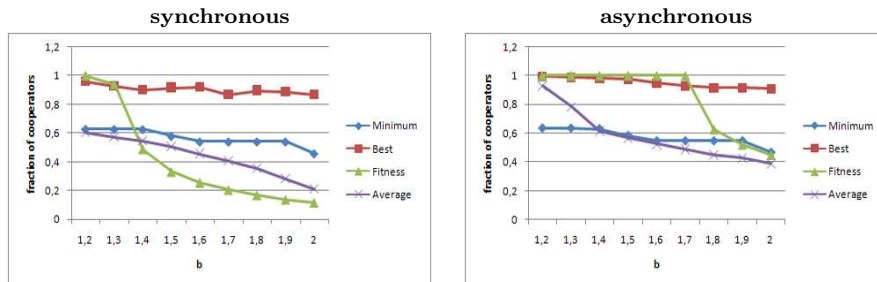 synchronous
fraction of cooperators
1,2
1
0,8
0,6
0,4
0,2
0
1,2 1,3 1,4 1,5 1,6 1,7 1,8 1,9 2
b
Minimum
Best
Fitness
Average
asynchronous
fraction of cooperators
1,2
1
0,8
0,6
0,4
0,2
0
1,2 1,3 1,4 1,5 1,6 1,7 1,8 1,9 2
b
Minimum
Best
Fitness
Average